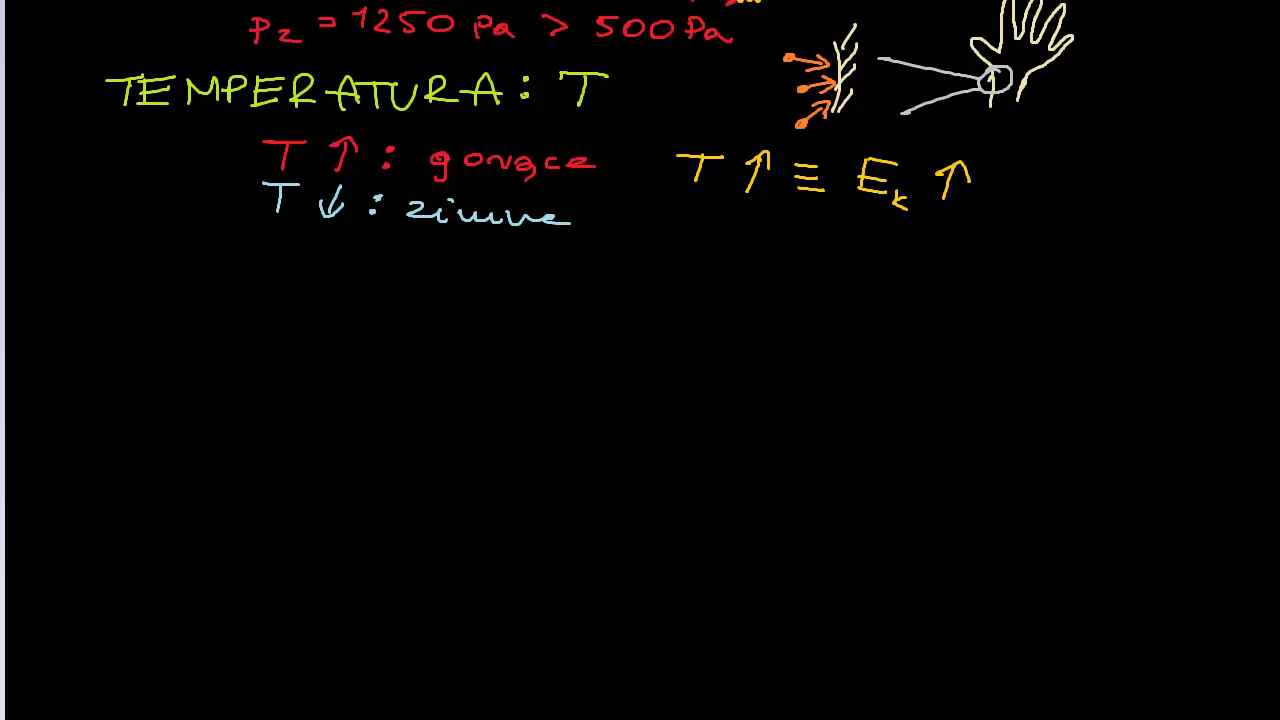 p₂ = 1250 Pa > 500 Pa
TEMPERATURA: T
T ↑ : gorące
T ↓ : zimne
T ↑ ≡ Eₖ ↑